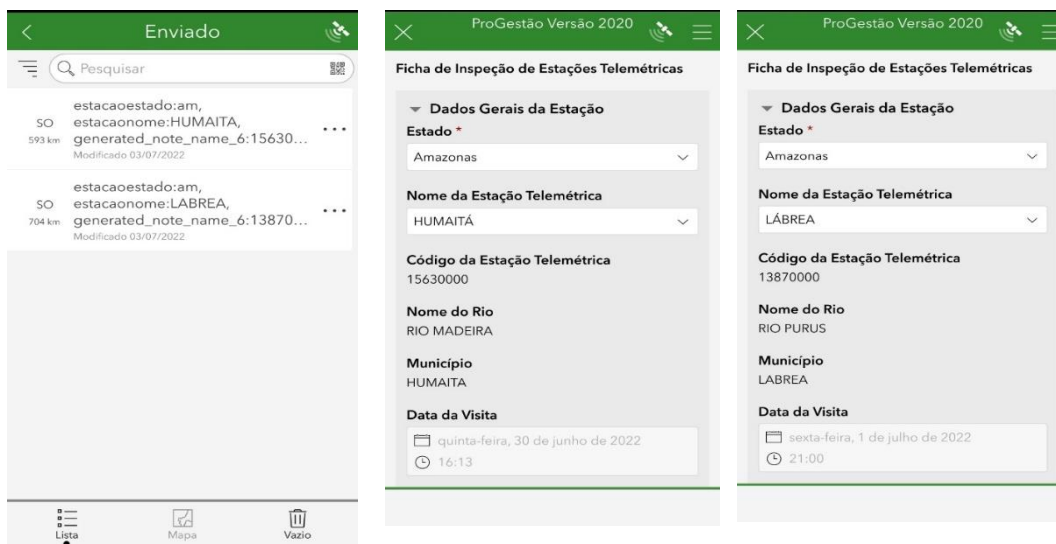 Enviado
Pesquisar
estacaoestado:am,
estacaonome:HUMAITA,
SO
593 km
generated_note_name_6:15630...
Modificado 03/07/2022
estacaoestado:am,
estacaonome:LABREA,
SO
704 km
generated_note_name_6:13870...
Modificado 03/07/2022
Lista
Mapa
Vazio
ProGestão Versão 2020
Ficha de Inspeção de Estações Telemétricas
Dados Gerais da Estação
Estado *
Amazonas
Nome da Estação Telemétrica
HUMAITÁ
Código da Estação Telemétrica
15630000
Nome do Rio
RIO MADEIRA
Município
HUMAITA
Data da Visita
quinta-feira, 30 de junho de 2022
16:13
ProGestão Versão 2020
Ficha de Inspeção de Estações Telemétricas
Dados Gerais da Estação
Estado *
Amazonas
Nome da Estação Telemétrica
LÁBREA
Código da Estação Telemétrica
13870000
Nome do Rio
RIO PURUS
Município
LABREA
Data da Visita
sexta-feira, 1 de julho de 2022
21:00